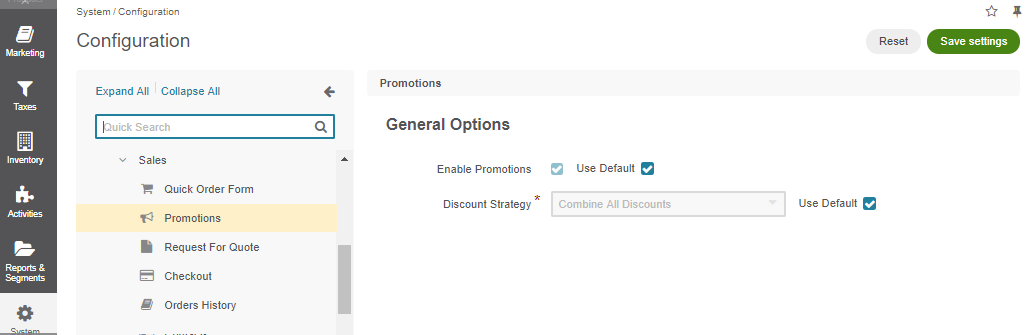 System / Configuration
Configuration
Reset
Save settings
Marketing
Taxes
Inventory
Activities
Reports &
Segments
System
Expand All
Collapse All
Quick Search
Sales
Quick Order Form
Promotions
Request For Quote
Checkout
Orders History
Promotions
General Options
Enable Promotions
Use Default
Discount Strategy *
Combine All Discounts
Use Default